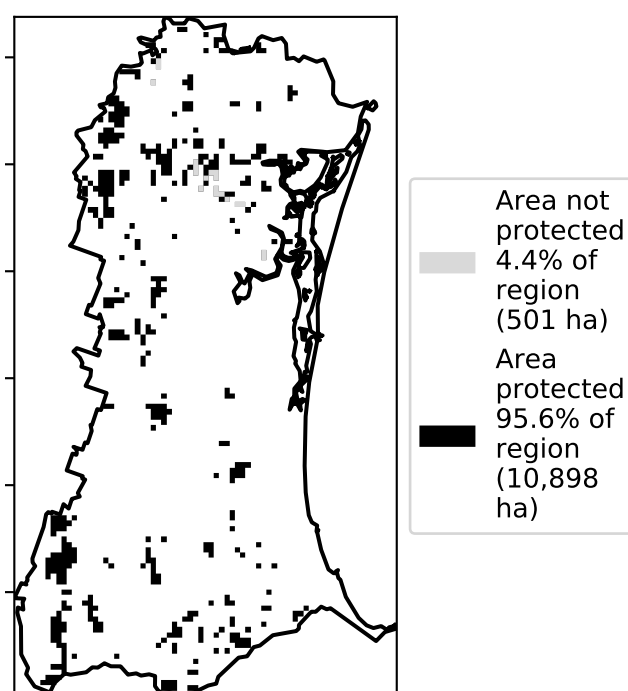 Area not
protected
4.4% of
region
(501 ha)
Area
protected
95.6% of
region
(10,898
ha)